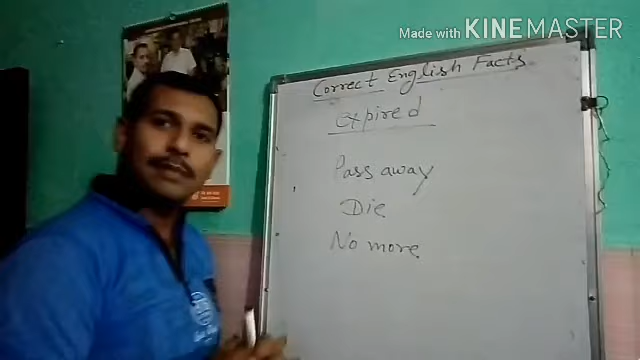 Made with KINEMASTER
Correct English Facts
expired
Pass away
Die
No more